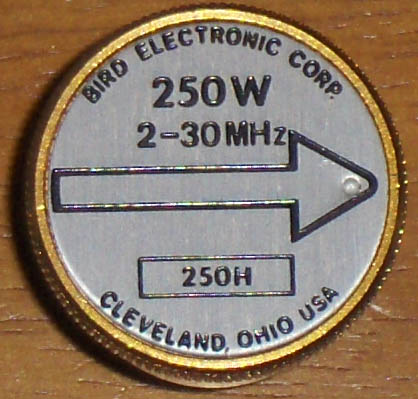 BIRD ELECTRONIC CORP.
250W
2-30MHz
250H
CLEVELAND, OHIO USA